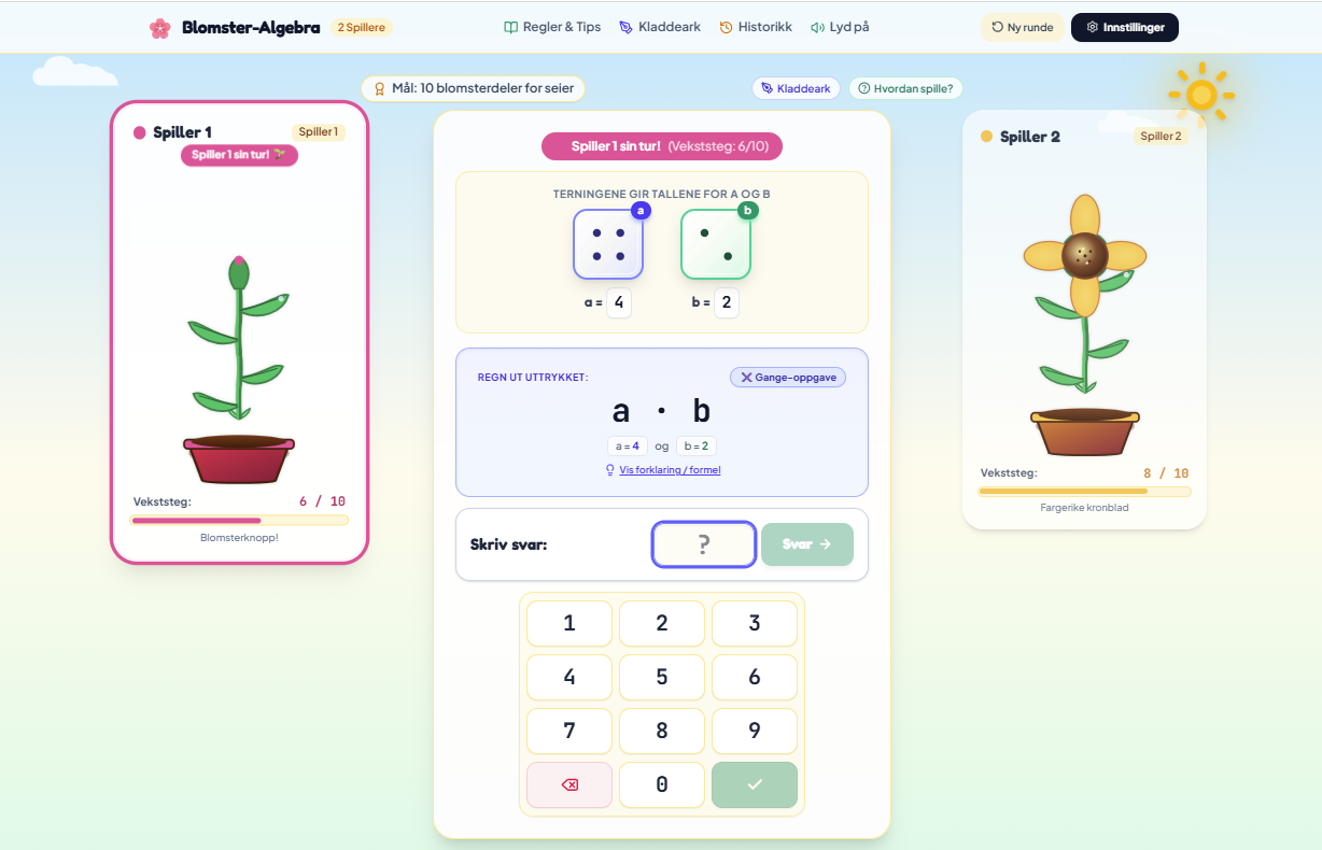 Blomster-Algebra
2 Spillere
Regler & Tips
Kladdeark
Historikk
Lyd på
Ny runde
Innstillinger
Mål: 10 blomsterdeler for seier
Kladdeark
Hvordan spille?
Spiller 1
Spiller 1
Spiller 1 sin tur!
Vekststeg:
6 / 10
Blomsterknopp!
Spiller 1 sin tur! (Vekststeg: 6/10)
TERNINGENE GIR TALLENE FOR A OG B
a
b
a = 4
b = 2
REGN UT UTTRYKKET:
Gange-oppgave
a · b
a = 4 og b = 2
Vis forklaring / formel
Skriv svar:
?
Svar →
1 2 3
4 5 6
7 8 9
0
Spiller 2
Spiller 2
Vekststeg:
8 / 10
Fargerike kronblad